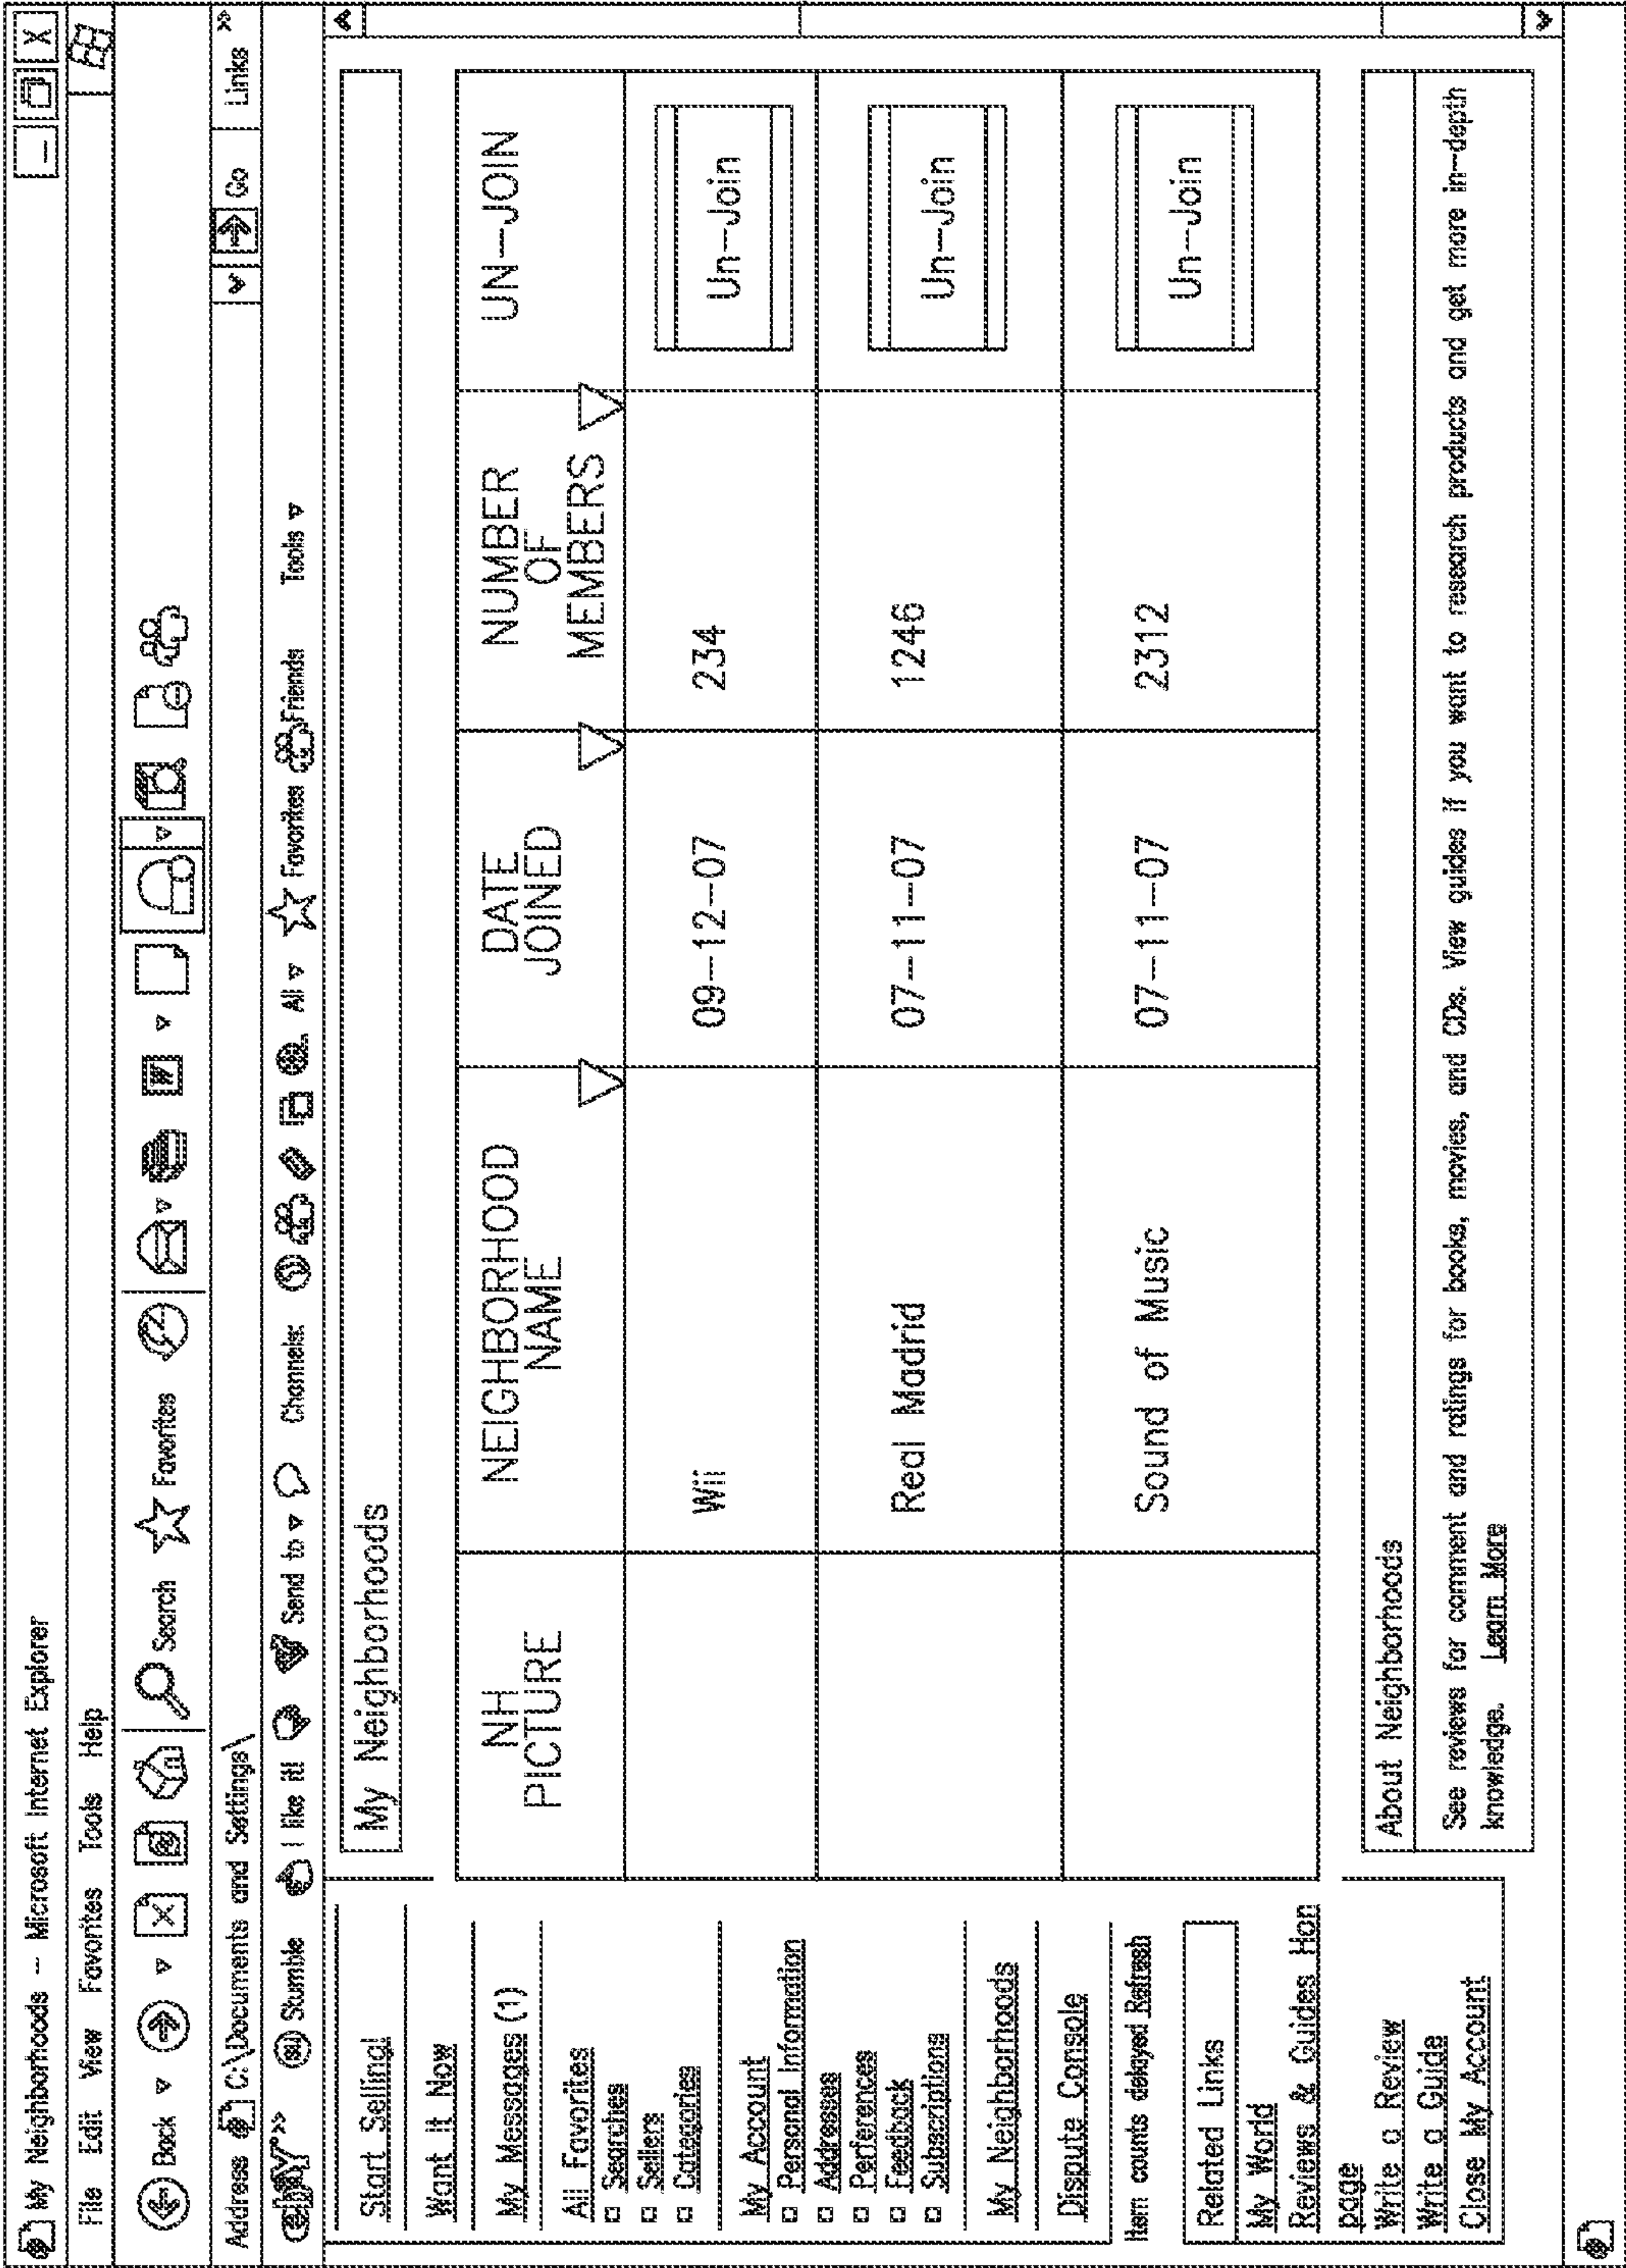 My Neighborhoods -- Microsoft Internet Explorer
X
File Edit View Favorites Tools Help
Back Search Favorites W
Address C:\Documents and Settings\ Go Links »
ebY »» SU Stumble I like it! Send to Channels: All Favorites Friends Tools
Start Selling!
Want It Now
My Messages (1)
All Favorites
Searches
Sellers
Categories
My Account
Personal Information
Addresses
Perferences
Feedback
Subscriptions
My Neighborhoods
Dispute Console
Item counts delayed Refresh
Related Links
My World
Reviews & Guides Hon
page
Write a Review
Write a Guide
Close My Account
My Neighborhoods
NH PICTURE NEIGHBORHOOD NAME DATE JOINED NUMBER OF MEMBERS UN-JOIN
Wii 09-12-07 234 Un-Join
Real Madrid 07-11-07 1246 Un-Join
Sound of Music 07-11-07 2312 Un-Join
About Neighborhoods
See reviews for comment and ratings for books, movies, and CDs. View guides if you want to research products and get more in-depth
knowledge. Learn More